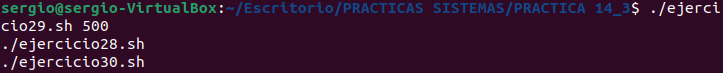 sergio@sergio-VirtualBox:~/Escritorio/PRACTICAS SISTEMAS/PRACTICA 14_3$ ./ejerci
cio29.sh 500
./ejercicio28.sh
./ejercicio30.sh